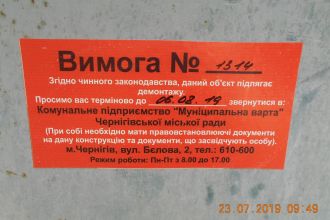 Вимога № 1314
Згідно чинного законодавства, даний об'єкт підлягає
демонтажу.
Просимо вас терміново до 06.08.19 звернутися в:
Комунальне підприємство "Муніципальна варта"
Чернігівської міської ради
(При собі необхідно мати правовстановлюючі документи
на дану конструкцію та документи, що засвідчують особу).
м.Чернігів, вул. Бєлова, 2, тел.: 610-600
Режим роботи: Пн-Пт з 8.00 до 17.00
23.07.2019 09:49